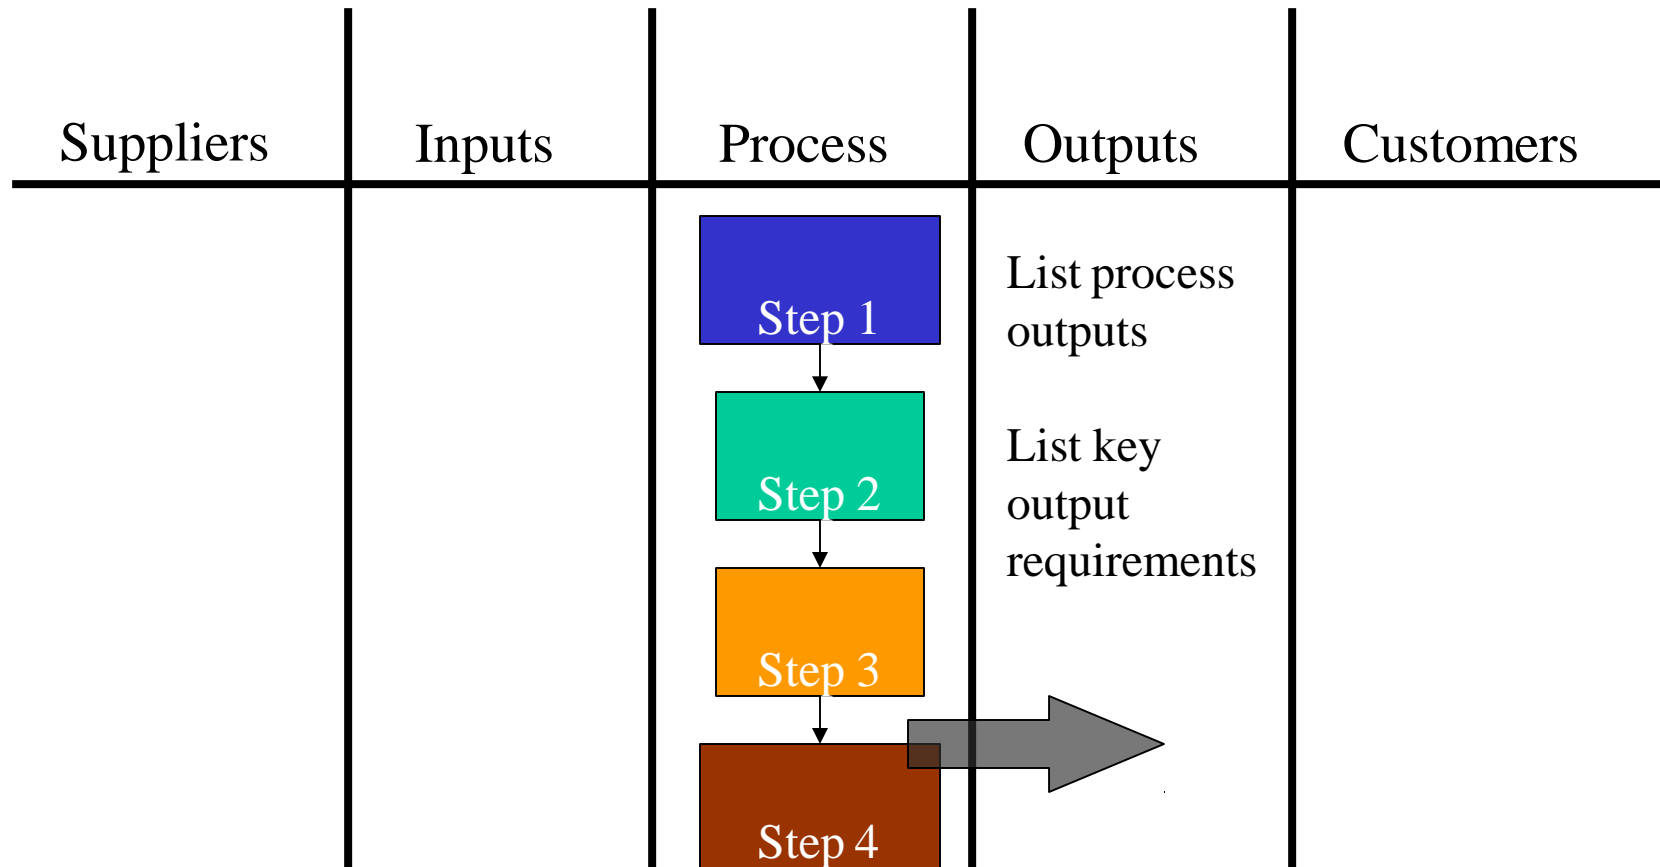 Suppliers
Inputs
Process
Outputs
Customers
Step 1
Step 2
Step 3
Step 4
List process
outputs
List key
output
requirements